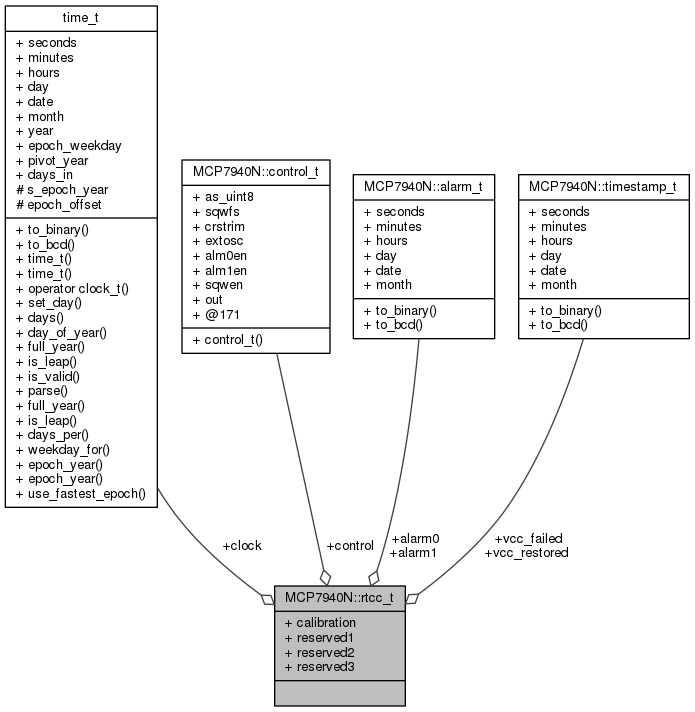 time_t
+ seconds
+ minutes
+ hours
+ day
+ date
+ month
+ year
+ epoch_weekday
+ pivot_year
+ days_in
# s_epoch_year
# epoch_offset
+ to_binary()
+ to_bcd()
+ time_t()
+ time_t()
+ operator clock_t()
+ set_day()
+ days()
+ day_of_year()
+ full_year()
+ is_leap()
+ is_valid()
+ parse()
+ full_year()
+ is_leap()
+ days_per()
+ weekday_for()
+ epoch_year()
+ epoch_year()
+ use_fastest_epoch()
MCP7940N::control_t
+ as_uint8
+ sqwfs
+ crstrim
+ extosc
+ alm0en
+ alm1en
+ sqwen
+ out
+ @171
+ control_t()
MCP7940N::alarm_t
+ seconds
+ minutes
+ hours
+ day
+ date
+ month
+ to_binary()
+ to_bcd()
MCP7940N::timestamp_t
+ seconds
+ minutes
+ hours
+ day
+ date
+ month
+ to_binary()
+ to_bcd()
+clock
+control
+alarm0
+alarm1
+vcc_failed
+vcc_restored
MCP7940N::rtcc_t
+ calibration
+ reserved1
+ reserved2
+ reserved3